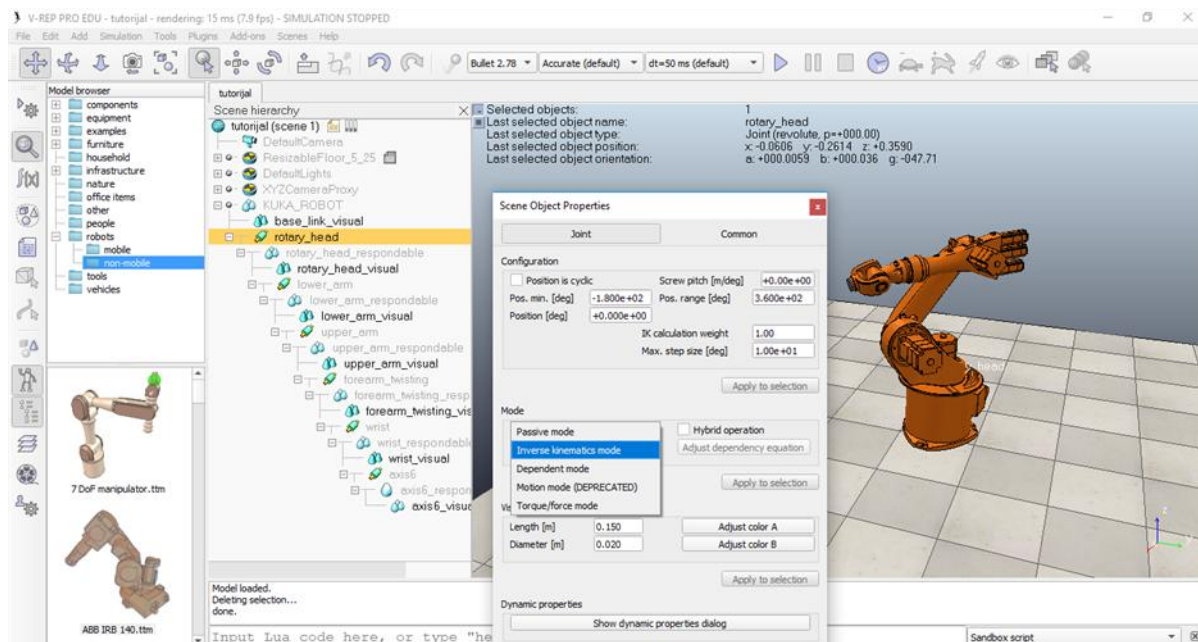 V-REP PRO EDU - tutorijal - rendering: 15 ms (7.9 fps) - SIMULATION STOPPED
File Edit Add Simulation Tools Plugins Add-ons Scenes Help
Bullet 2.78 Accurate (default) dt=50 ms (default)
Model browser
components
equipment
examples
furniture
household
infrastructure
nature
office items
other
people
robots
mobile
non-mobile
tools
vehicles
7 DoF manipulator.ttm
ABB IRB 140.ttm
tutorijal
Scene hierarchy
tutorijal (scene 1)
DefaultCamera
ResizableFloor_5_25
DefaultLights
XYZCameraProxy
KUKA_ROBOT
base_link_visual
rotary_head
rotary_head_respondable
rotary_head_visual
lower_arm
lower_arm_respondable
lower_arm_visual
upper_arm
upper_arm_respondable
upper_arm_visual
forearm_twisting
forearm_twisting_resp
forearm_twisting_vis
wrist
wrist_respondabl
wrist_visual
axis6
axis6_respon
axis6_visua
Selected objects: 1
Last selected object name: rotary_head
Last selected object type: Joint (revolute, p=+000.00)
Last selected object position: x: -0.0606 y: -0.2614 z: +0.3590
Last selected object orientation: a: +000.0059 b: +000.036 g: -047.71
Scene Object Properties
x
Joint Common
Configuration
Position is cyclic Screw pitch [m/deg] +0.00e+00
Pos. min. [deg] -1.800e+02 Pos. range [deg] 3.600e+02
Position [deg] +0.000e+00
IK calculation weight 1.00
Max. step size [deg] 1.00e+01
Apply to selection
Mode
Passive mode
Inverse kinematics mode
Dependent mode
Motion mode (DEPRECATED)
Torque/force mode
Hybrid operation
Adjust dependency equation
Apply to selection
Length [m] 0.150 Adjust color A
Diameter [m] 0.020 Adjust color B
Apply to selection
Dynamic properties
Show dynamic properties dialog
head
z
Model loaded.
Deleting selection...
done.
Input Lua code here, or type "he
Sandbox script